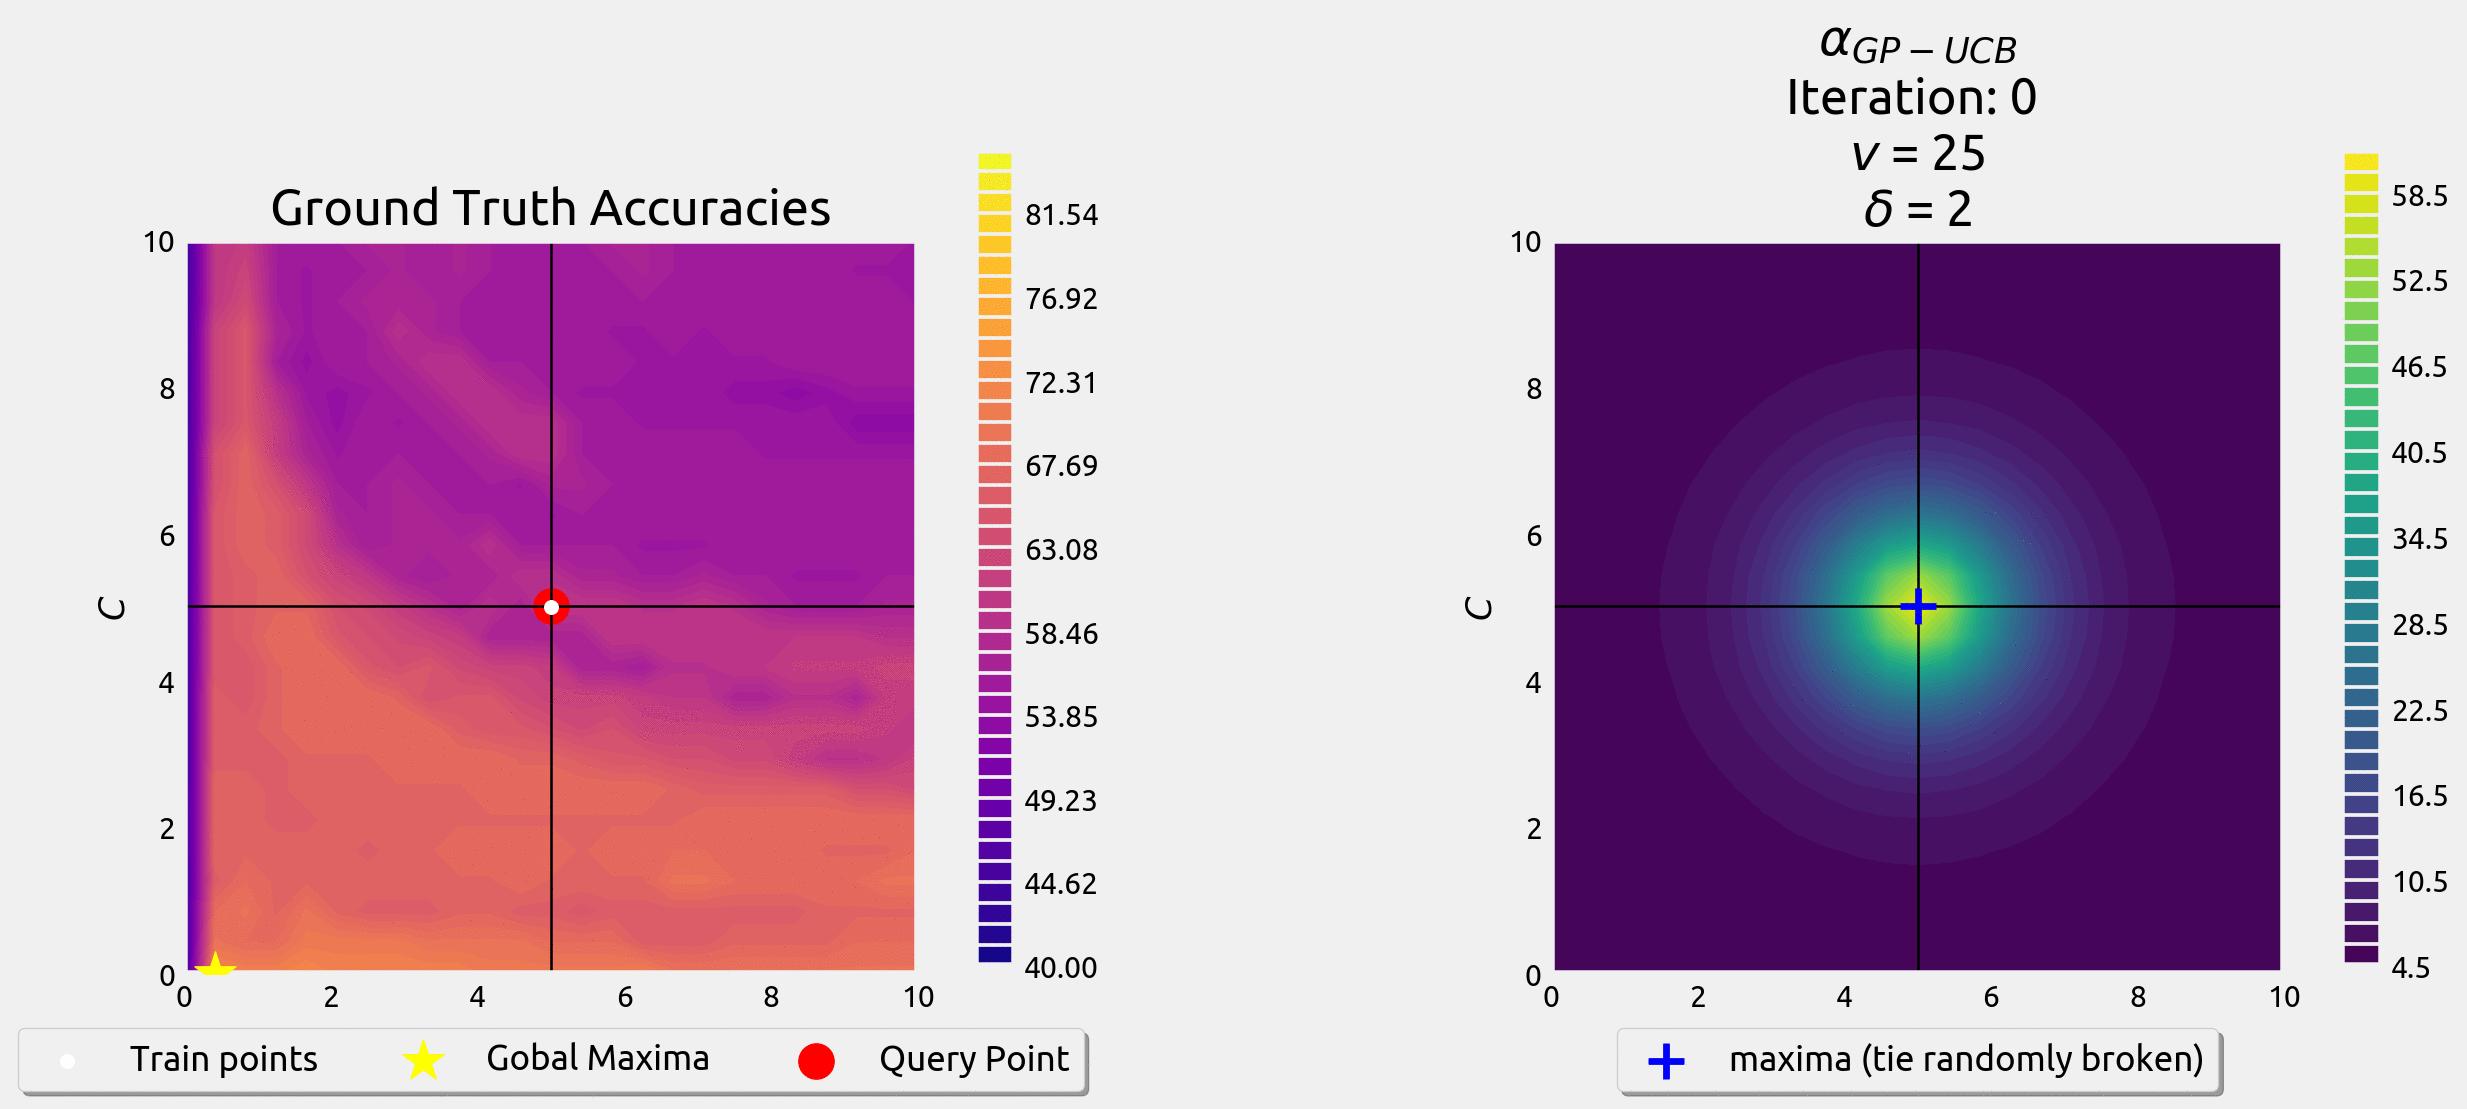 Ground Truth Accuracies
10
8
6
4
2
0
C
0 2 4 6 8 10
81.54
76.92
72.31
67.69
63.08
58.46
53.85
49.23
44.62
40.00
Train points
Gobal Maxima
Query Point
α_{GP − UCB}
Iteration: 0
ν = 25
δ = 2
10
8
6
4
2
0
C
0 2 4 6 8 10
58.5
52.5
46.5
40.5
34.5
28.5
22.5
16.5
10.5
4.5
maxima (tie randomly broken)